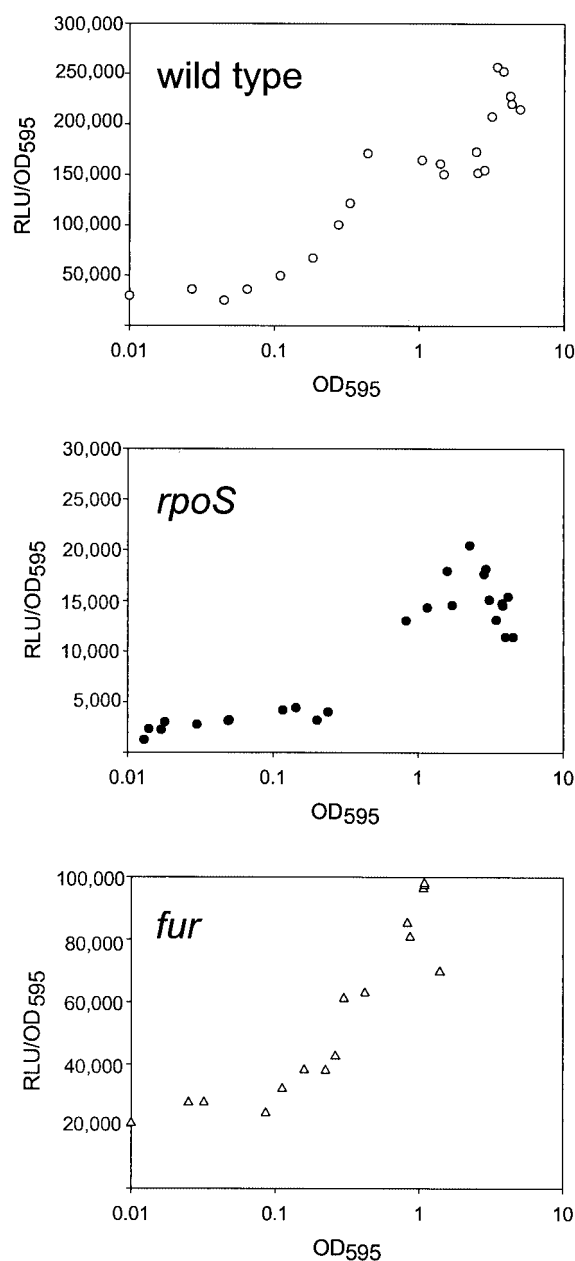 300,000
250,000
200,000
150,000
100,000
50,000
wild type
RLU/OD595
0.01 0.1 1 10
OD595
30,000
25,000
20,000
15,000
10,000
5,000
rpoS
RLU/OD595
0.01 0.1 1 10
OD595
100,000
80,000
60,000
40,000
20,000
fur
RLU/OD595
0.01 0.1 1 10
OD595